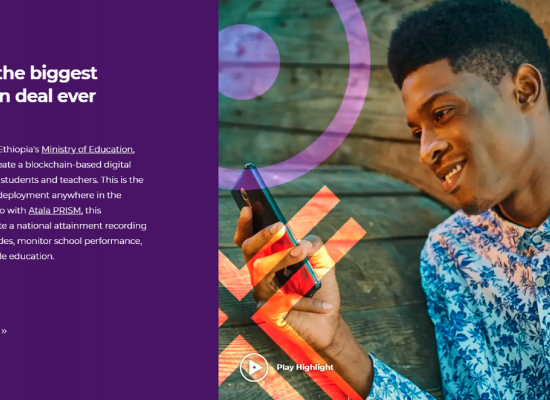 the biggest
n deal ever
Ethiopia's Ministry of Education,
eate a blockchain-based digital
students and teachers. This is the
deployment anywhere in the
o with Atala PRISM, this
te a national attainment recording
des, monitor school performance,
le education.
»
Play Highlight